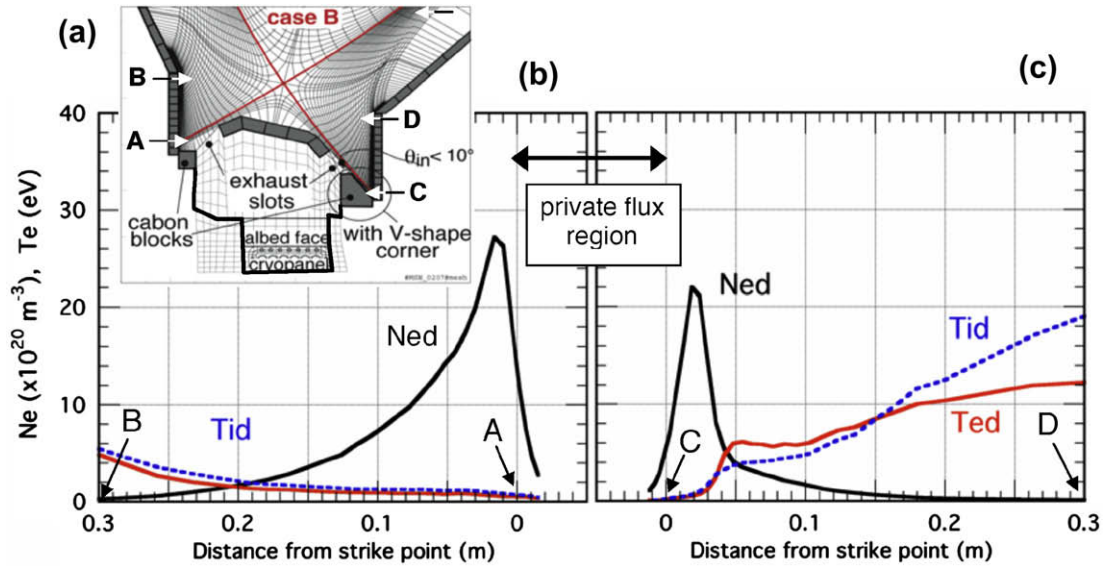 (a)
case B
B
A
D
θin< 10°
C
exhaust
slots
cabon
blocks
with V-shape
corner
albed face
cryopanel
(b)
(c)
private flux
region
Ne (x10^20 m^-3), Te (eV)
40
30
20
10
0
Ned
Tid
B
A
0.3
0.2
0.1
0
Distance from strike point (m)
Ned
Tid
Ted
C
D
0
0.1
0.2
0.3
Distance from strike point (m)